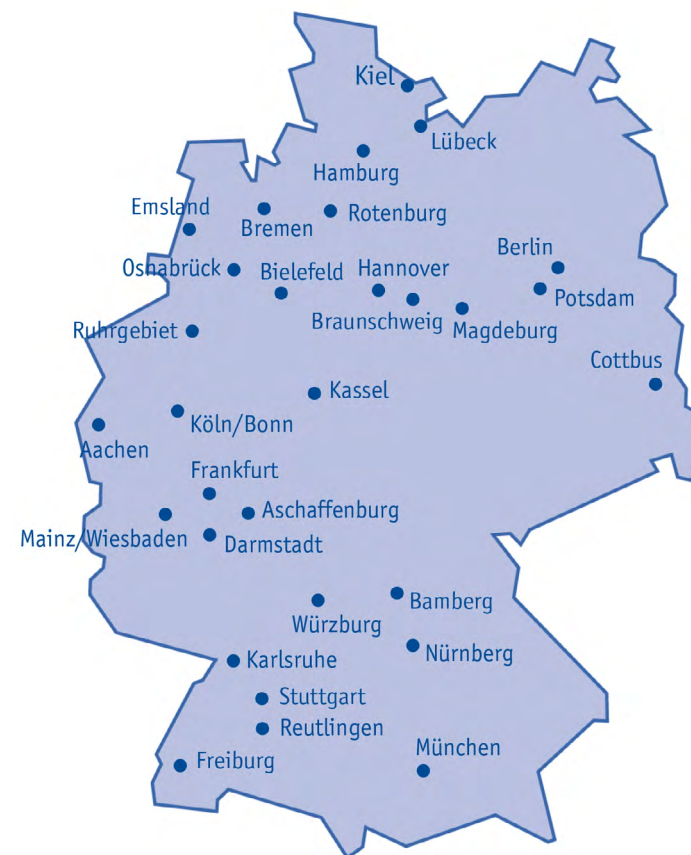 Kiel
Lübeck
Hamburg
Emsland
Bremen
Rotenburg
Berlin
Osnabrück
Bielefeld
Hannover
Potsdam
Braunschweig
Magdeburg
Ruhrgebiet
Cottbus
Kassel
Köln/Bonn
Aachen
Frankfurt
Aschaffenburg
Mainz/Wiesbaden
Darmstadt
Bamberg
Würzburg
Nürnberg
Karlsruhe
Stuttgart
Reutlingen
München
Freiburg